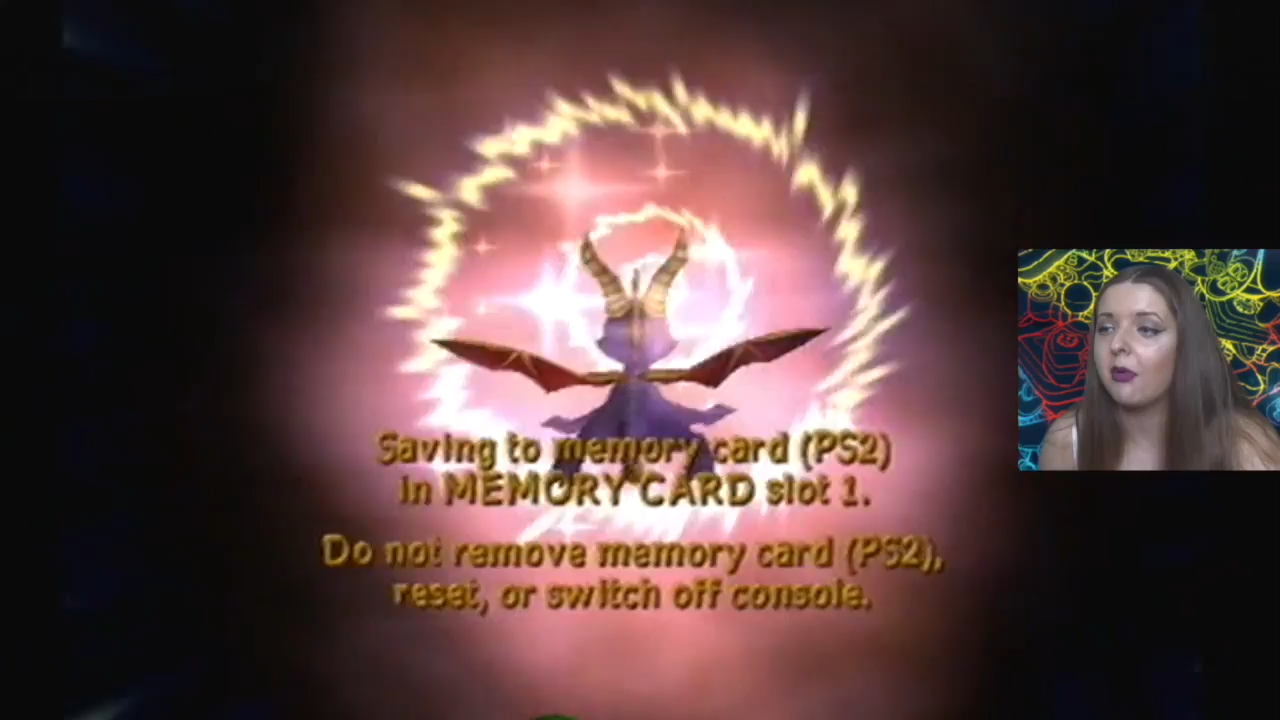 Saving to memory card (PS2)
in MEMORY CARD slot 1.
Do not remove memory card (PS2),
reset, or switch off console.